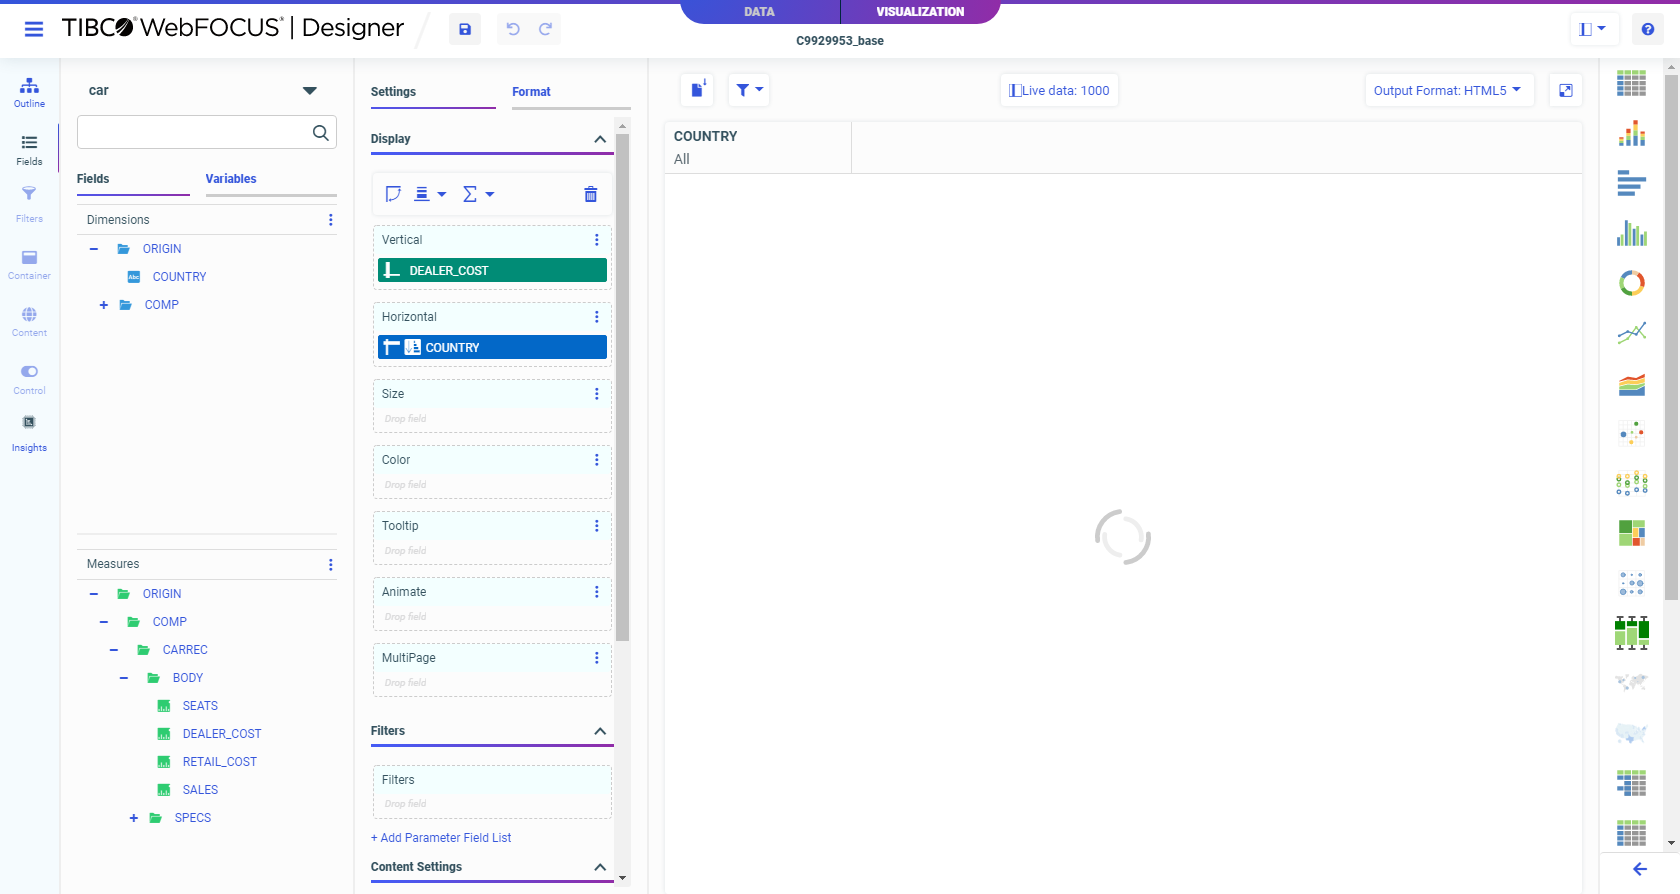 TIBCO WebFOCUS® | Designer
DATA
VISUALIZATION
C9929953_base
Outline
Fields
Filters
Container
Content
Control
Insights
car
Fields
Variables
Dimensions
ORIGIN
Abc
COUNTRY
COMP
Measures
ORIGIN
COMP
CARREC
BODY
SEATS
DEALER_COST
RETAIL_COST
SALES
SPECS
Settings
Format
Display
Vertical
DEALER_COST
Horizontal
COUNTRY
Size
Drop field
Color
Drop field
Tooltip
Drop field
Animate
Drop field
MultiPage
Drop field
Filters
Filters
Drop field
+ Add Parameter Field List
Content Settings
Live data: 1000
Output Format: HTML5
COUNTRY
All